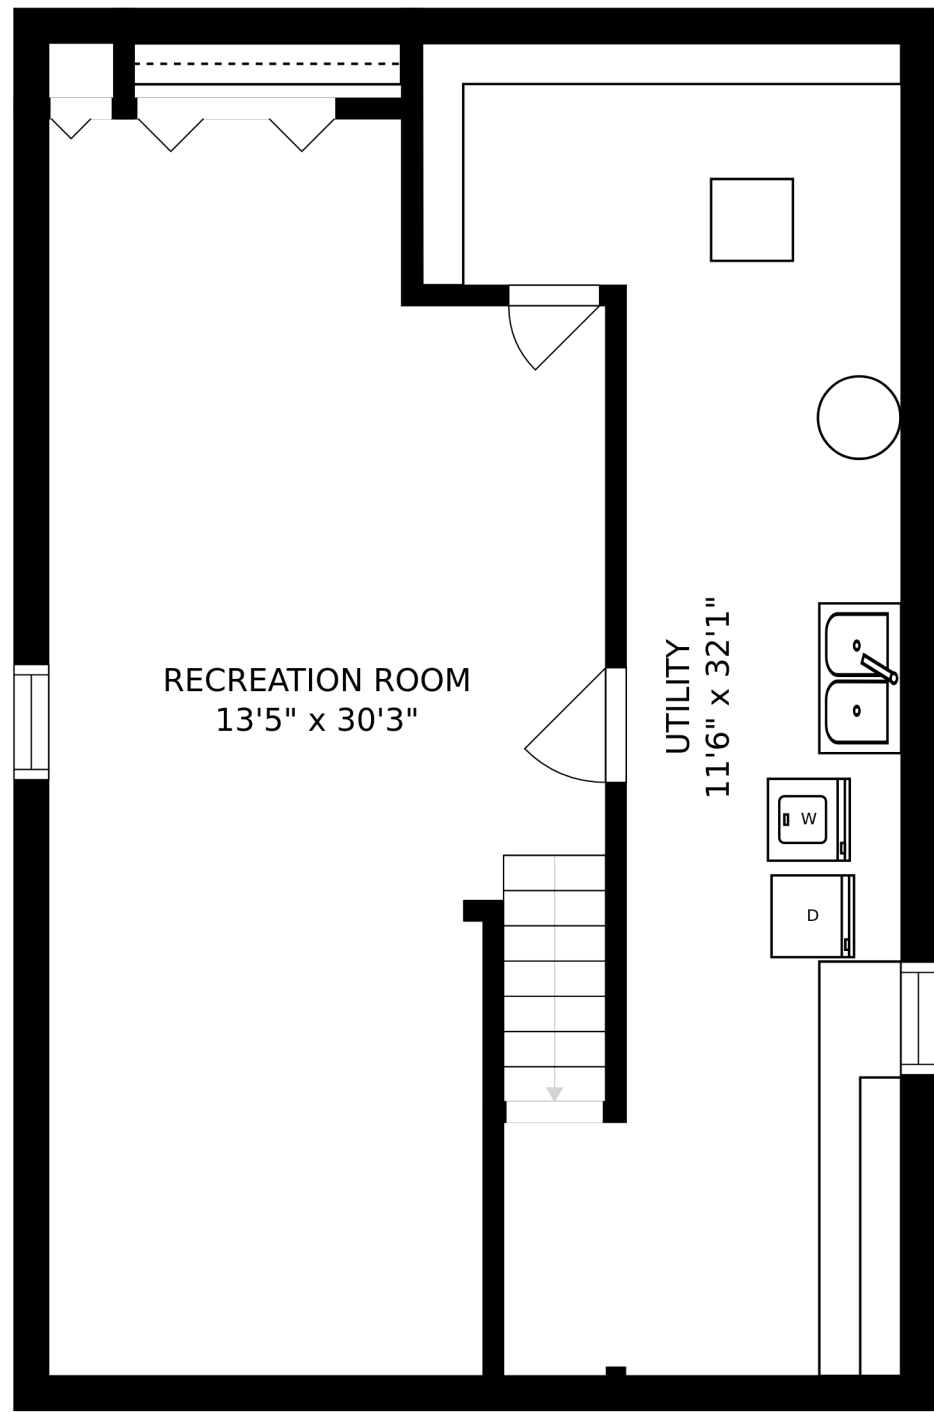 RECREATION ROOM
13'5" x 30'3"
UTILITY
11'6" x 32'1"
W
D